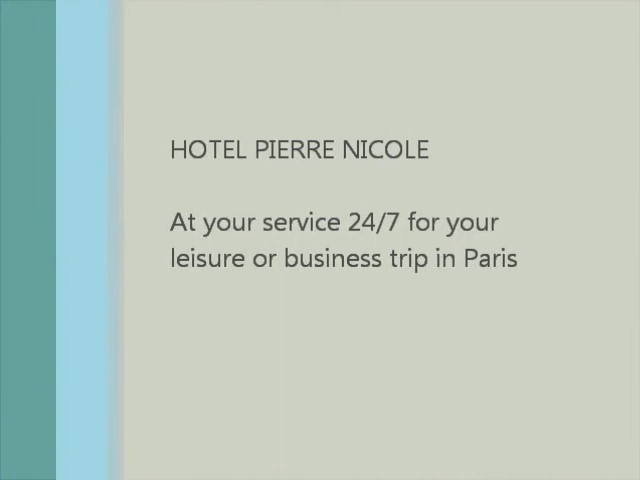 HOTEL PIERRE NICOLE
At your service 24/7 for your
leisure or business trip in Paris